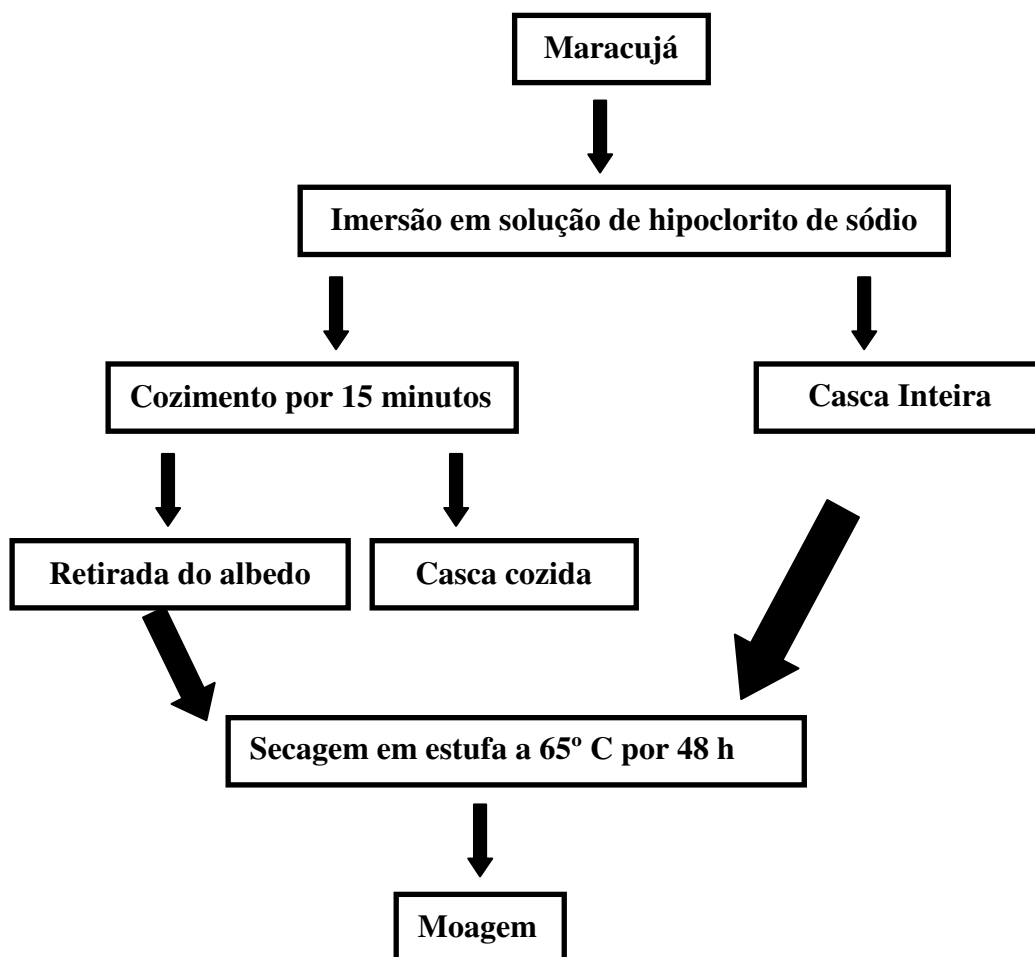 Maracujá
Imersão em solução de hipoclorito de sódio
Cozimento por 15 minutos
Casca Inteira
Retirada do albedo
Casca cozida
Secagem em estufa a 65º C por 48 h
Moagem